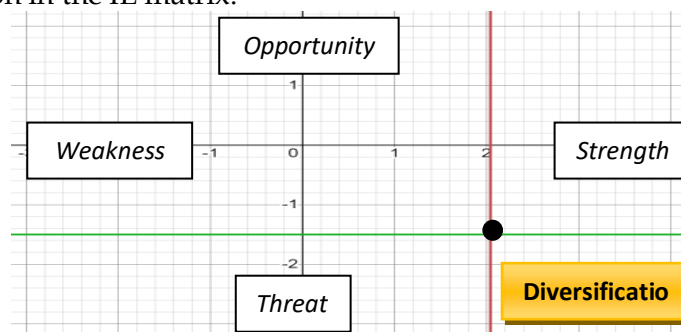 on in the IE matrix.
Opportunity
1
Weakness
-1
0
1
2
Strength
-1
-2
Threat
Diversificatio